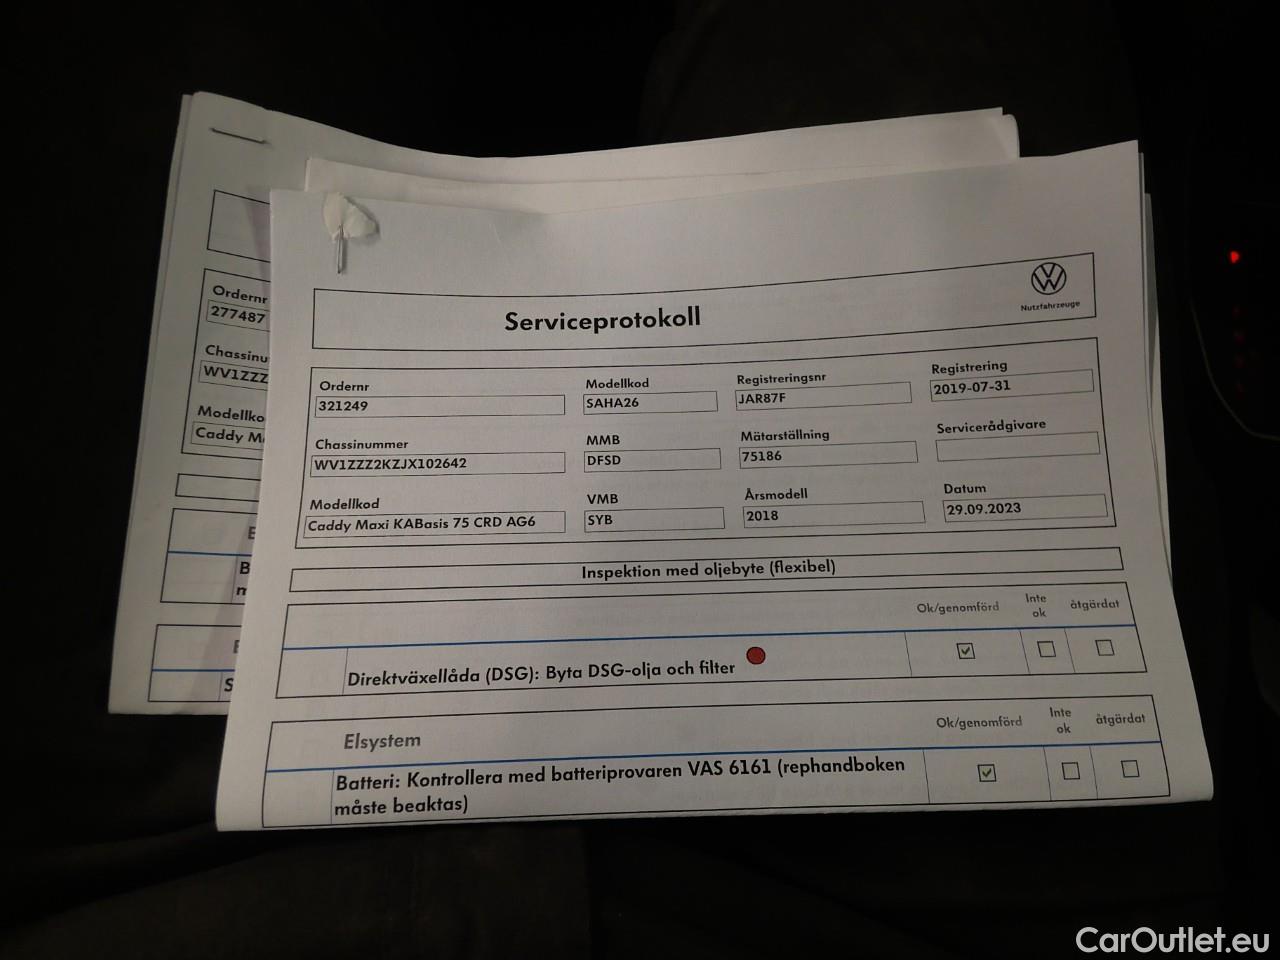 Serviceprotokoll
Nutzfahrzeuge
Ordernr
321249
Modellkod
SAHA26
Registreringsnr
JAR87F
Registrering
2019-07-31
Chassinummer
WV1ZZZ2KZJX102642
MMB
DFSD
Mätarställning
75186
Servicerådgivare
Modellkod
Caddy Maxi KABasis 75 CRD AG6
VMB
SYB
Årsmodell
2018
Datum
29.09.2023
Inspektion med oljebyte (flexibel)
Ok/genomförd
Inte
ok
åtgärdat
Direktväxellåda (DSG): Byta DSG-olja och filter
Elsystem
Ok/genomförd
Inte
ok
åtgärdat
Batteri: Kontrollera med batteriprovaren VAS 6161 (rephandboken
måste beaktas)
Ordernr
277487
Chassinu
WV1ZZZ
Modellko
Caddy M
CarOutlet.eu